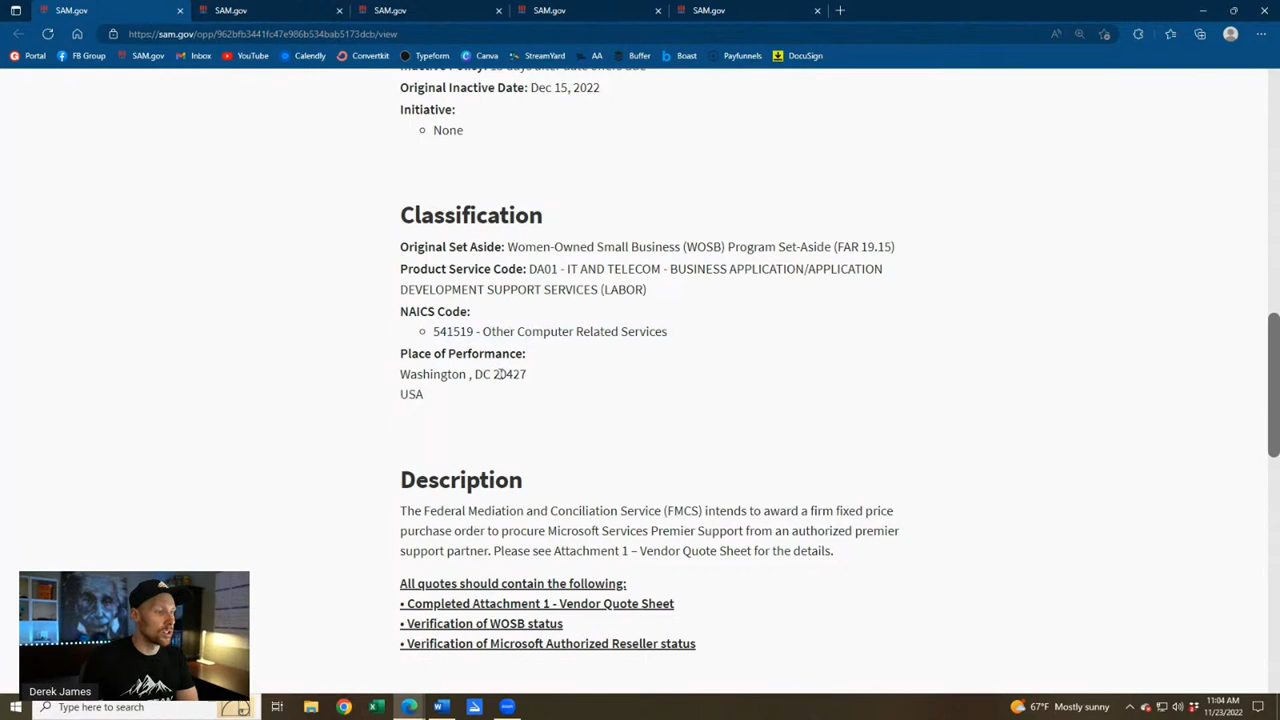 SAM.gov
SAM.gov
SAM.gov
SAM.gov
SAM.gov
https://sam.gov/opp/962bfb3441fc47e986b534bab5173dcb/view
Portal
FB Group
SAM.gov
Inbox
YouTube
Calendly
Convertkit
Typeform
Canva
StreamYard
AA
Buffer
Boast
Payfunnels
DocuSign
Original Inactive Date: Dec 15, 2022
Initiative:
None
Classification
Original Set Aside: Women-Owned Small Business (WOSB) Program Set-Aside (FAR 19.15)
Product Service Code: DA01 - IT AND TELECOM - BUSINESS APPLICATION/APPLICATION
DEVELOPMENT SUPPORT SERVICES (LABOR)
NAICS Code:
541519 - Other Computer Related Services
Place of Performance:
Washington , DC 20427
USA
Description
The Federal Mediation and Conciliation Service (FMCS) intends to award a firm fixed price
purchase order to procure Microsoft Services Premier Support from an authorized premier
support partner. Please see Attachment 1 – Vendor Quote Sheet for the details.
All quotes should contain the following:
• Completed Attachment 1 - Vendor Quote Sheet
• Verification of WOSB status
• Verification of Microsoft Authorized Reseller status
Derek James
Type here to search
67°F Mostly sunny
11:04 AM
11/23/2022